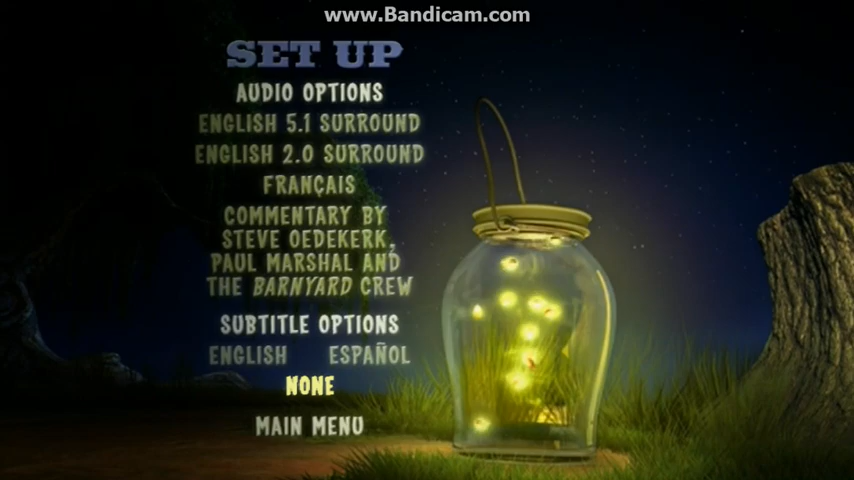 www.Bandicam.com
SET UP
AUDIO OPTIONS
ENGLISH 5.1 SURROUND
ENGLISH 2.0 SURROUND
FRANÇAIS
COMMENTARY BY
STEVE OEDEKERK,
PAUL MARSHAL AND
THE BARNYARD CREW
SUBTITLE OPTIONS
ENGLISH ESPAÑOL
NONE
MAIN MENU